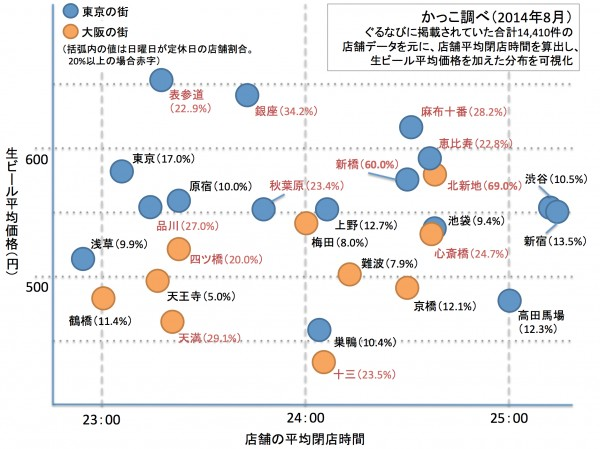 東京の街
大阪の街
(括弧内の値は日曜日が定休日の店舗割合。
20%以上の場合赤字)
かっこ調べ(2014年8月)
ぐるなびに掲載されていた合計14,410件の
店舗データを元に、店舗平均閉店時間を算出し、
生ビール平均価格を加えた分布を可視化
表参道
(22.9%)
銀座(34.2%)
麻布十番(28.2%)
恵比寿(22.8%)
600
東京(17.0%)
新橋(60.0%)
原宿(10.0%)
秋葉原(23.4%)
北新地(69.0%)
渋谷(10.5%)
品川(27.0%)
上野(12.7%)
池袋(9.4%)
浅草(9.9%)
四ツ橋(20.0%)
梅田(8.0%)
心斎橋(24.7%)
新宿(13.5%)
難波(7.9%)
500
天王寺(5.0%)
京橋(12.1%)
鶴橋(11.4%)
高田馬場
(12.3%)
天満(29.1%)
巣鴨(10.4%)
十三(23.5%)
生ビール平均価格(円)
23:00
24:00
25:00
店舗の平均閉店時間